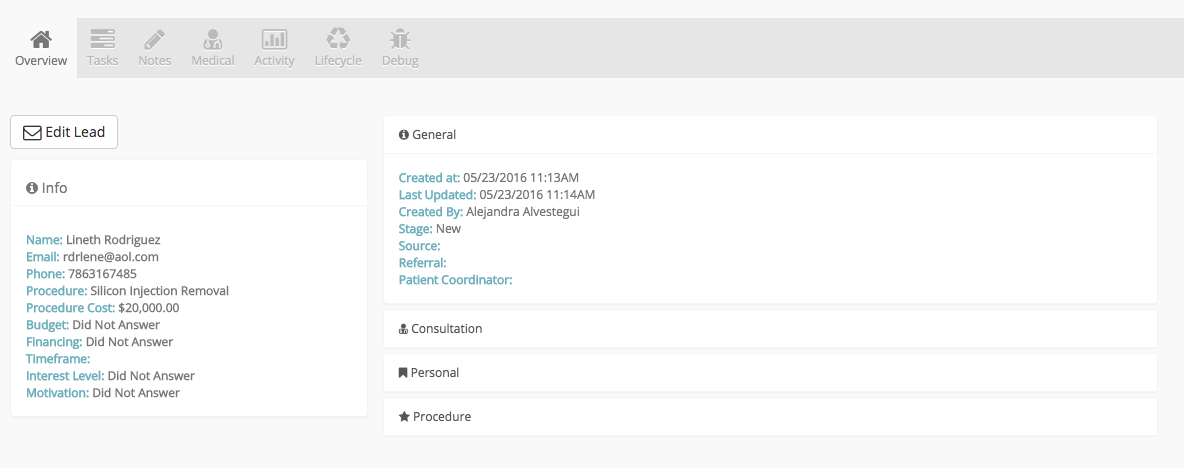 Overview Tasks Notes Medical Activity Lifecycle Debug
Edit Lead
Info
Name: Lineth Rodriguez
Email: rdrlene@aol.com
Phone: 7863167485
Procedure: Silicon Injection Removal
Procedure Cost: $20,000.00
Budget: Did Not Answer
Financing: Did Not Answer
Timeframe:
Interest Level: Did Not Answer
Motivation: Did Not Answer
General
Created at: 05/23/2016 11:13AM
Last Updated: 05/23/2016 11:14AM
Created By: Alejandra Alvestegui
Stage: New
Source:
Referral:
Patient Coordinator:
Consultation
Personal
Procedure